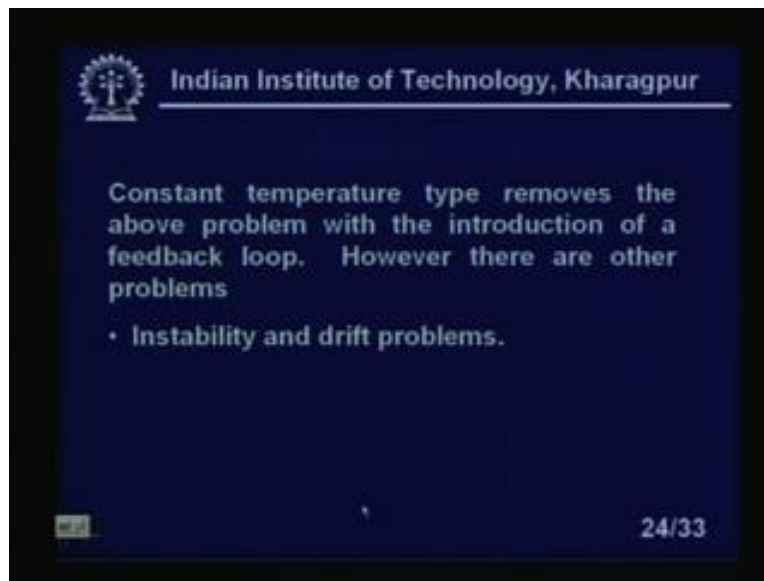 Indian Institute of Technology, Kharagpur
Constant temperature type removes the
above problem with the introduction of a
feedback loop. However there are other
problems
• Instability and drift problems.
24/33